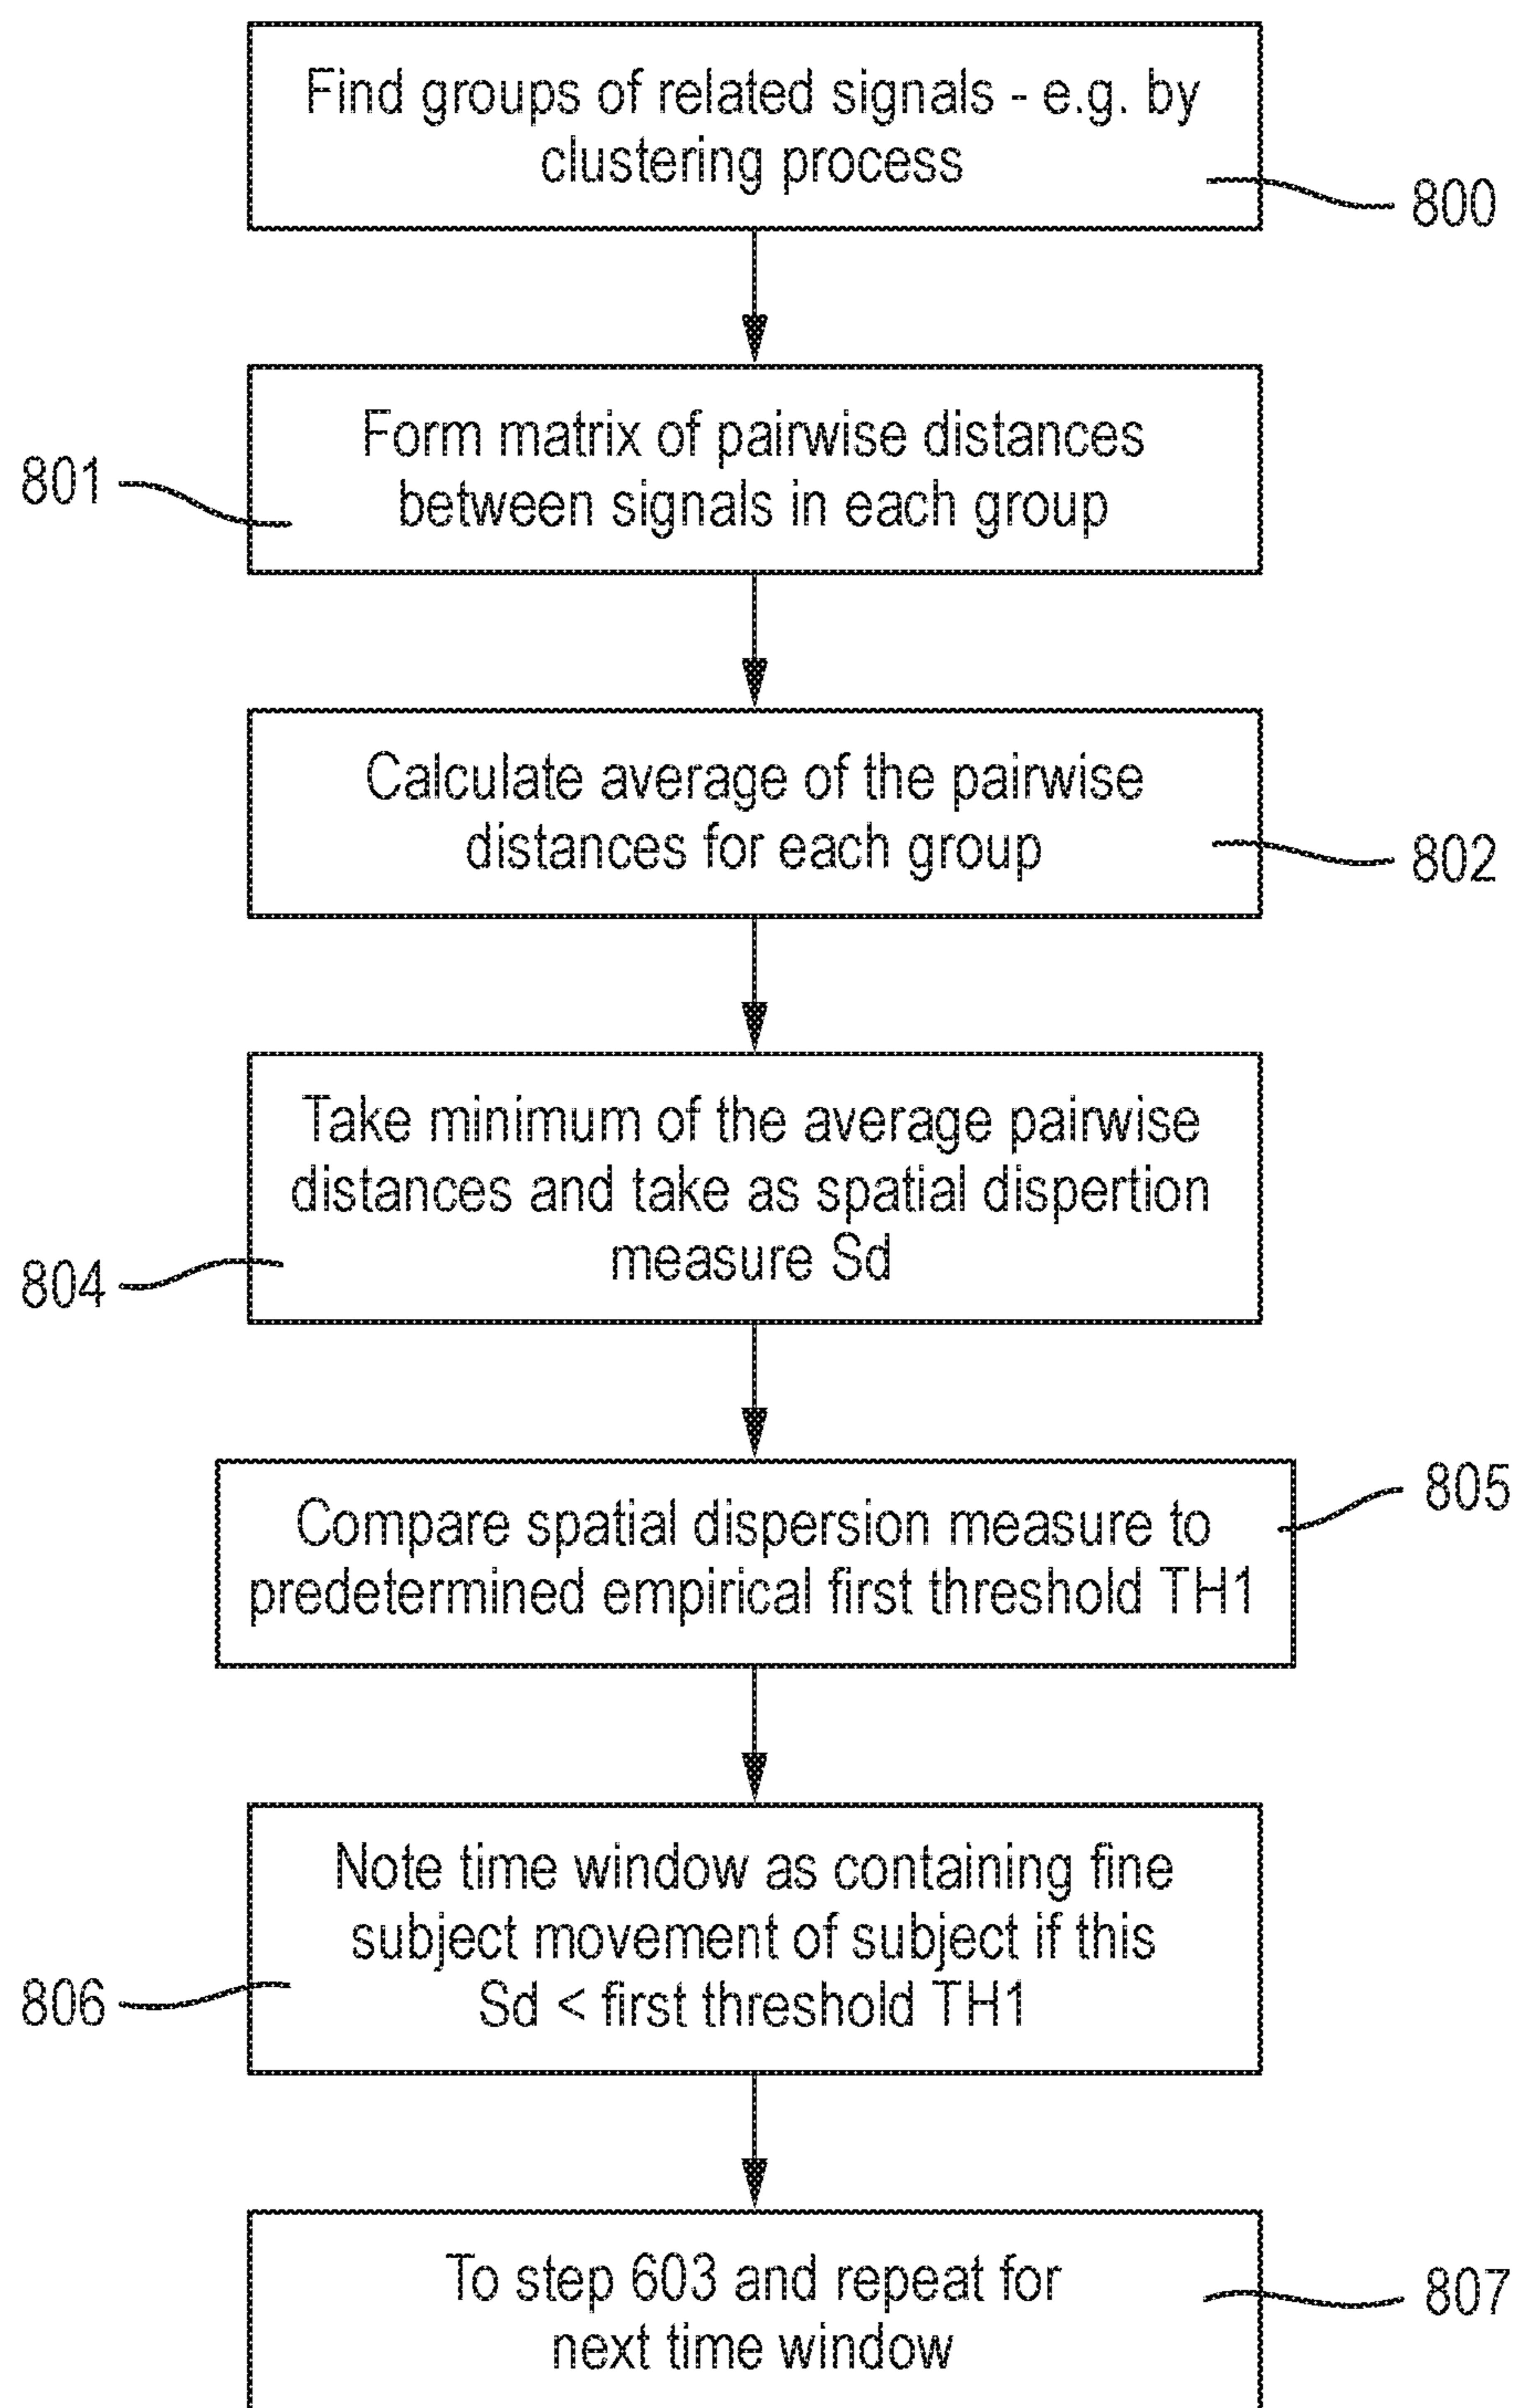 Find groups of related signals - e.g. by
clustering process
800
Form matrix of pairwise distances
between signals in each group
801
Calculate average of the pairwise
distances for each group
802
Take minimum of the average pairwise
distances and take as spatial dispertion
measure Sd
804
Compare spatial dispersion measure to
predetermined empirical first threshold TH1
805
Note time window as containing fine
subject movement of subject if this
Sd < first threshold TH1
806
To step 603 and repeat for
next time window
807